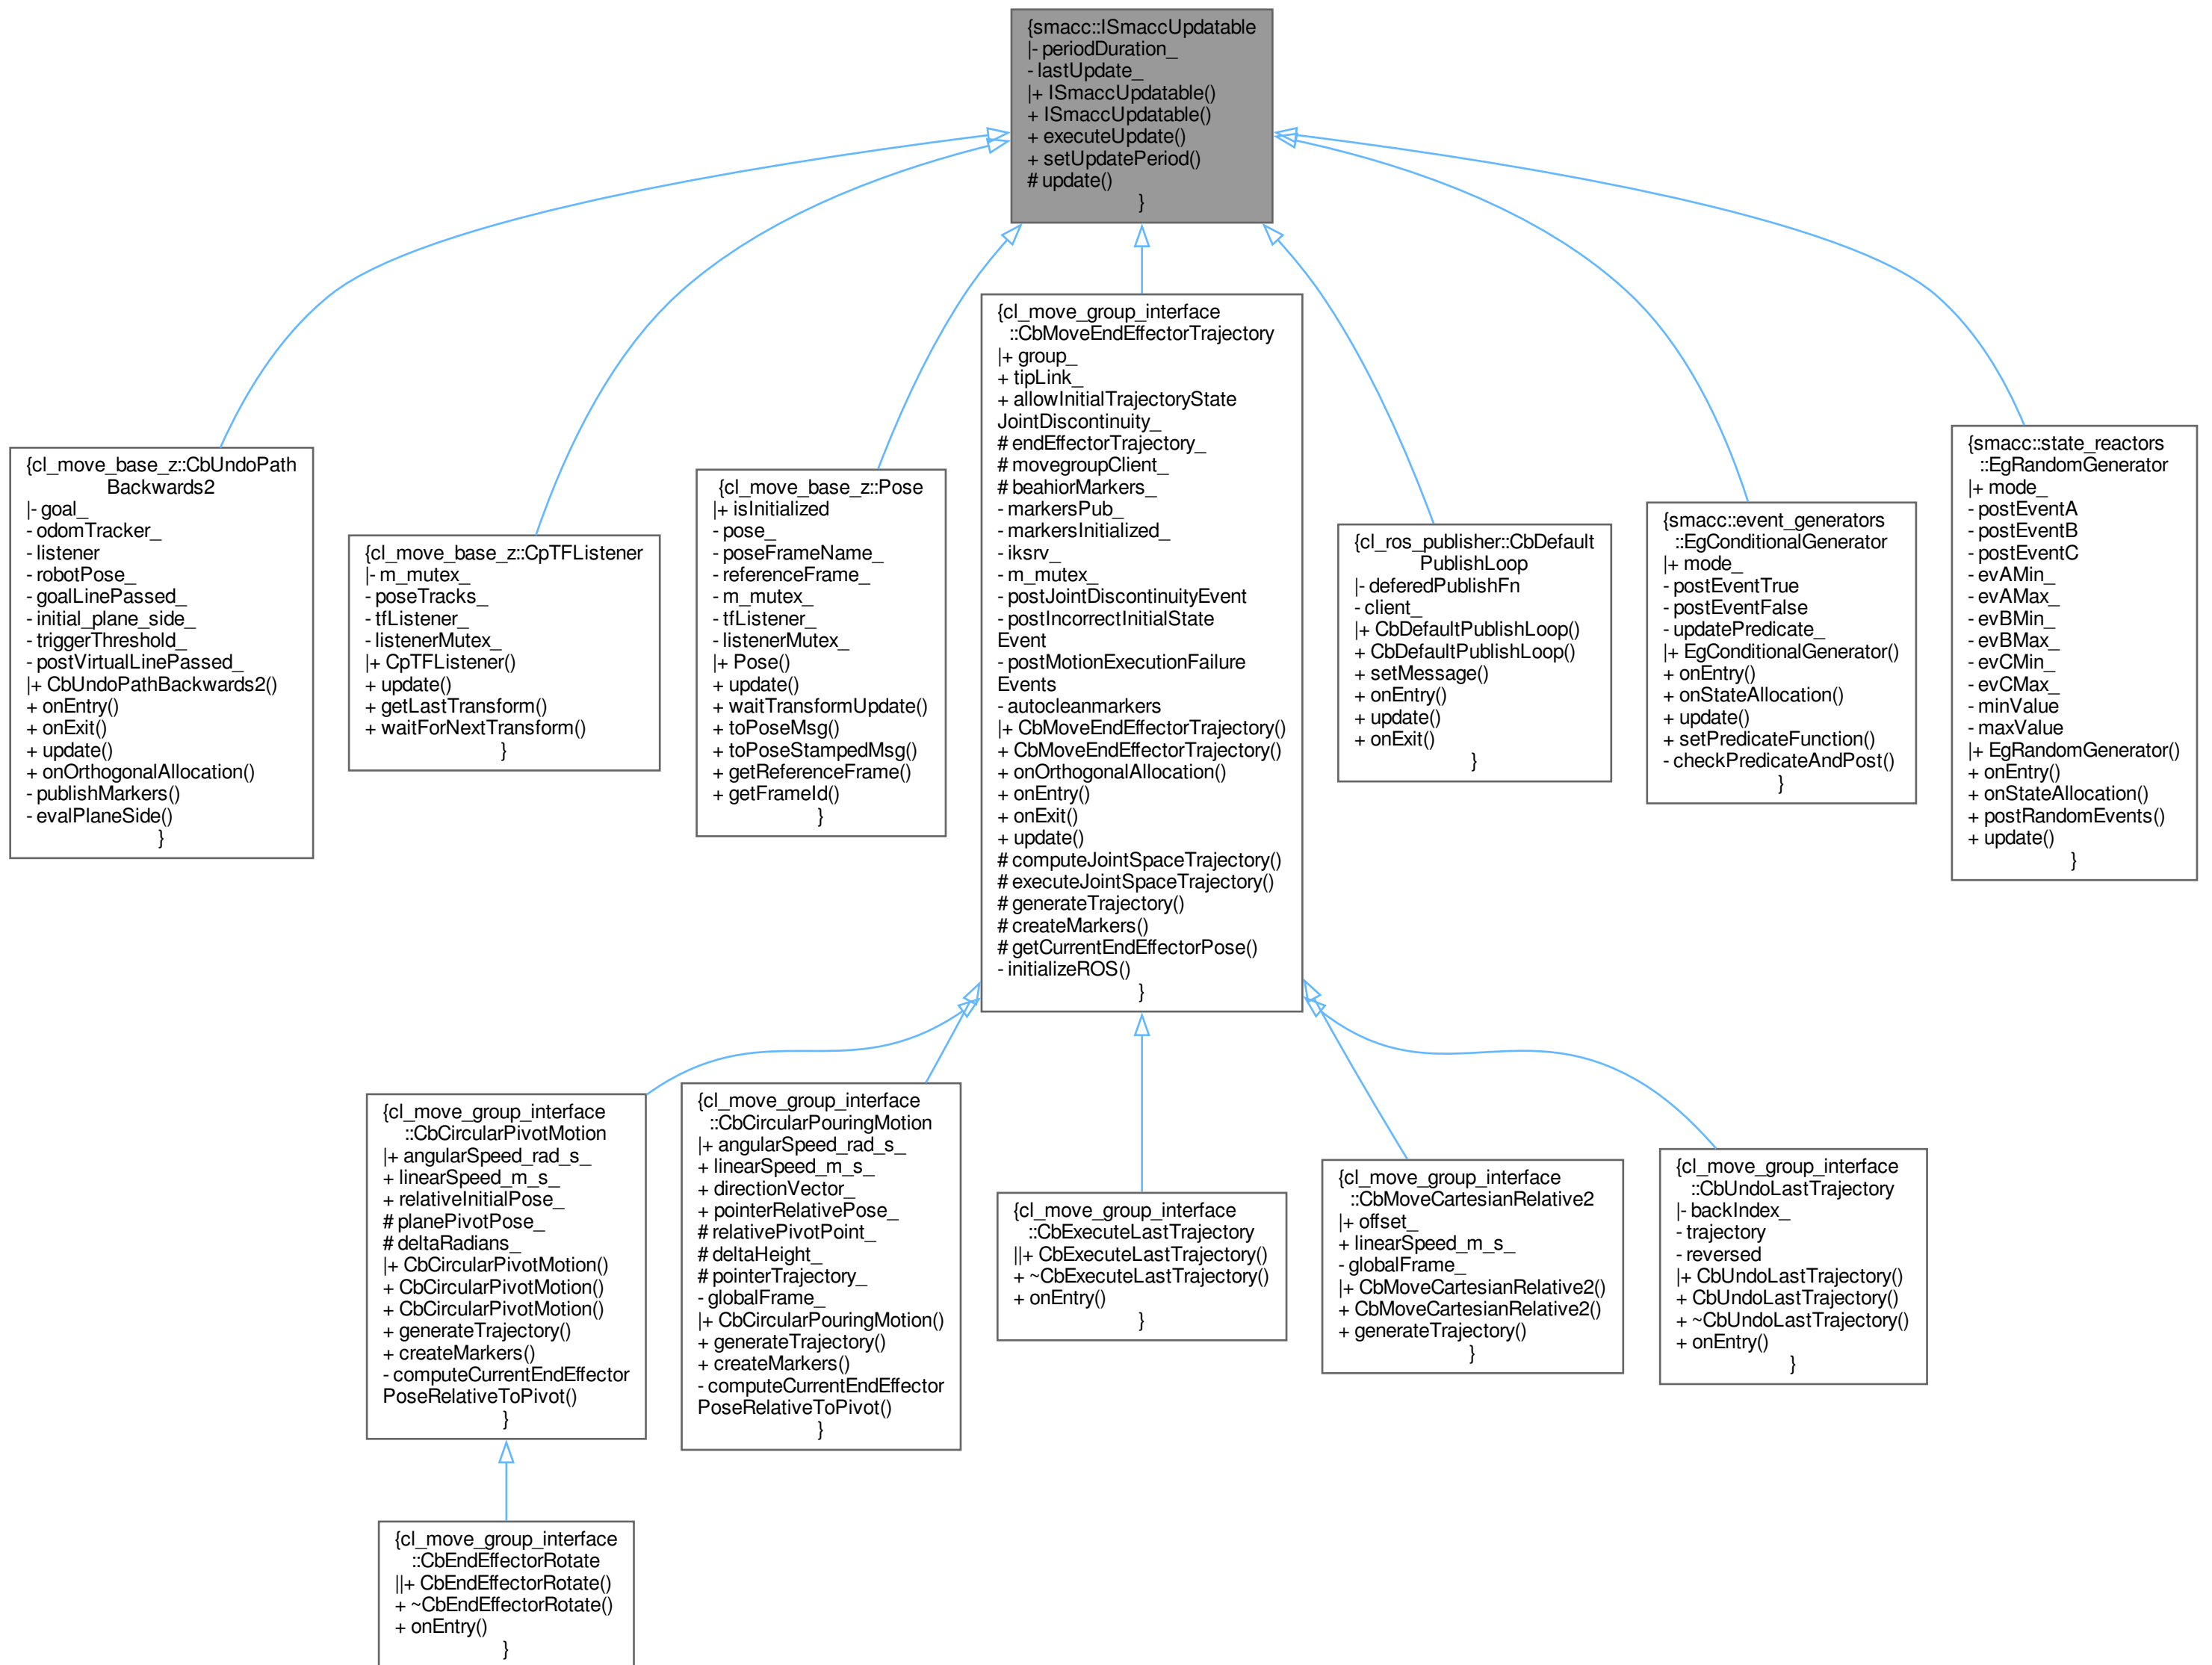 {smacc::ISmaccUpdatable
|- periodDuration_
- lastUpdate_
|+ ISmaccUpdatable()
+ ISmaccUpdatable()
+ executeUpdate()
+ setUpdatePeriod()
# update()
}
{cl_move_base_z::CbUndoPath
Backwards2
|- goal_
- odomTracker_
- listener
- robotPose_
- goalLinePassed_
- initial_plane_side_
- triggerThreshold_
- postVirtualLinePassed_
|+ CbUndoPathBackwards2()
+ onEntry()
+ onExit()
+ update()
+ onOrthogonalAllocation()
- publishMarkers()
- evalPlaneSide()
}
{cl_move_base_z::CpTFListener
|- m_mutex_
- poseTracks_
- tfListener_
- listenerMutex_
|+ CpTFListener()
+ update()
+ getLastTransform()
+ waitForNextTransform()
}
{cl_move_base_z::Pose
|+ isInitialized
- pose_
- poseFrameName_
- referenceFrame_
- m_mutex_
- tfListener_
- listenerMutex_
|+ Pose()
+ update()
+ waitTransformUpdate()
+ toPoseMsg()
+ toPoseStampedMsg()
+ getReferenceFrame()
+ getFrameId()
}
{cl_move_group_interface
::CbMoveEndEffectorTrajectory
|+ group_
+ tipLink_
+ allowInitialTrajectoryState
JointDiscontinuity_
# endEffectorTrajectory_
# movegroupClient_
# beahiorMarkers_
- markersPub_
- markersInitialized_
- iksrv_
- m_mutex_
- postJointDiscontinuityEvent
- postIncorrectInitialState
Event
- postMotionExecutionFailure
Events
- autocleanmarkers
|+ CbMoveEndEffectorTrajectory()
+ CbMoveEndEffectorTrajectory()
+ onOrthogonalAllocation()
+ onEntry()
+ onExit()
+ update()
# computeJointSpaceTrajectory()
# executeJointSpaceTrajectory()
# generateTrajectory()
# createMarkers()
# getCurrentEndEffectorPose()
- initializeROS()
}
{cl_ros_publisher::CbDefault
PublishLoop
|- deferedPublishFn
- client_
|+ CbDefaultPublishLoop()
+ CbDefaultPublishLoop()
+ setMessage()
+ onEntry()
+ update()
+ onExit()
}
{smacc::event_generators
::EgConditionalGenerator
|+ mode_
- postEventTrue
- postEventFalse
- updatePredicate_
|+ EgConditionalGenerator()
+ onEntry()
+ onStateAllocation()
+ update()
+ setPredicateFunction()
- checkPredicateAndPost()
}
{smacc::state_reactors
::EgRandomGenerator
|+ mode_
- postEventA
- postEventB
- postEventC
- evAMin_
- evAMax_
- evBMin_
- evBMax_
- evCMin_
- evCMax_
- minValue
- maxValue
|+ EgRandomGenerator()
+ onEntry()
+ onStateAllocation()
+ postRandomEvents()
+ update()
}
{cl_move_group_interface
::CbCircularPivotMotion
|+ angularSpeed_rad_s_
+ linearSpeed_m_s_
+ relativeInitialPose_
# planePivotPose_
# deltaRadians_
|+ CbCircularPivotMotion()
+ CbCircularPivotMotion()
+ CbCircularPivotMotion()
+ generateTrajectory()
+ createMarkers()
- computeCurrentEndEffector
PoseRelativeToPivot()
}
{cl_move_group_interface
::CbCircularPouringMotion
|+ angularSpeed_rad_s_
+ linearSpeed_m_s_
+ directionVector_
+ pointerRelativePose_
# relativePivotPoint_
# deltaHeight_
# pointerTrajectory_
- globalFrame_
|+ CbCircularPouringMotion()
+ generateTrajectory()
+ createMarkers()
- computeCurrentEndEffector
PoseRelativeToPivot()
}
{cl_move_group_interface
::CbExecuteLastTrajectory
||+ CbExecuteLastTrajectory()
+ ~CbExecuteLastTrajectory()
+ onEntry()
}
{cl_move_group_interface
::CbMoveCartesianRelative2
|+ offset_
+ linearSpeed_m_s_
- globalFrame_
|+ CbMoveCartesianRelative2()
+ CbMoveCartesianRelative2()
+ generateTrajectory()
}
{cl_move_group_interface
::CbUndoLastTrajectory
|- backIndex_
- trajectory
- reversed
|+ CbUndoLastTrajectory()
+ CbUndoLastTrajectory()
+ ~CbUndoLastTrajectory()
+ onEntry()
}
{cl_move_group_interface
::CbEndEffectorRotate
||+ CbEndEffectorRotate()
+ ~CbEndEffectorRotate()
+ onEntry()
}